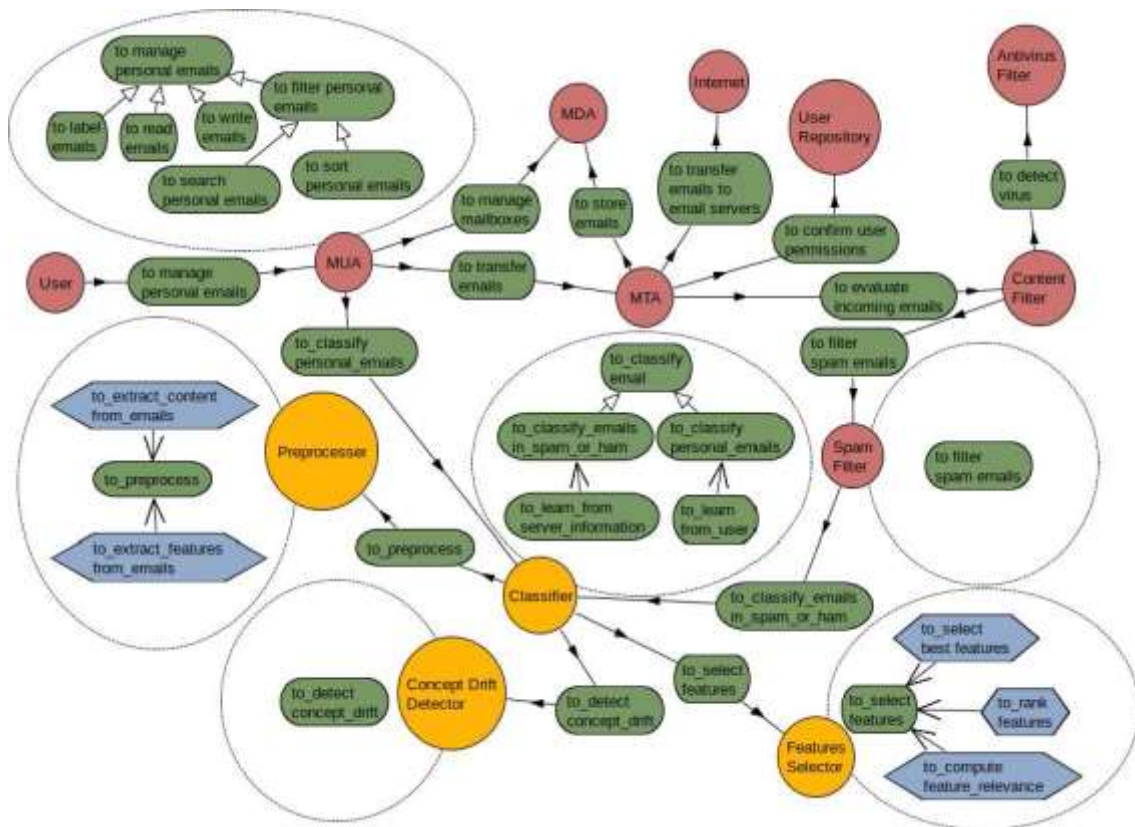 to manage
personal emails
to filter personal
emails
to label
emails
to read
emails
to write
emails
to search
personal emails
to sort
personal emails
Internet
Antivirus
Filter
MDA
User
Repository
to manage
mailboxes
to store
emails
to transfer
emails to
email servers
to confirm user
permissions
to detect
virus
User
to manage
personal emails
MUA
to transfer
emails
MTA
to evaluate
incoming emails
Content
Filter
to_classify
personal_emails
to filter
spam emails
to_extract_content
from_emails
to_preprocess
to_extract_features
from_emails
Preprocesser
to_classify
email
to_classify_emails
in_spam_or_ham
to_classify
personal_emails
to_learn_from
server_information
to_learn
from_user
Spam
Filter
to filter
spam emails
to_preprocess
Classifier
to_classify_emails
in_spam_or_ham
to_detect
concept_drift
Concept Drift
Detector
to_detect
concept_drift
to_select
features
Features
Selector
to_select
best features
to_select
features
to_rank
features
to_compute
feature_relevance